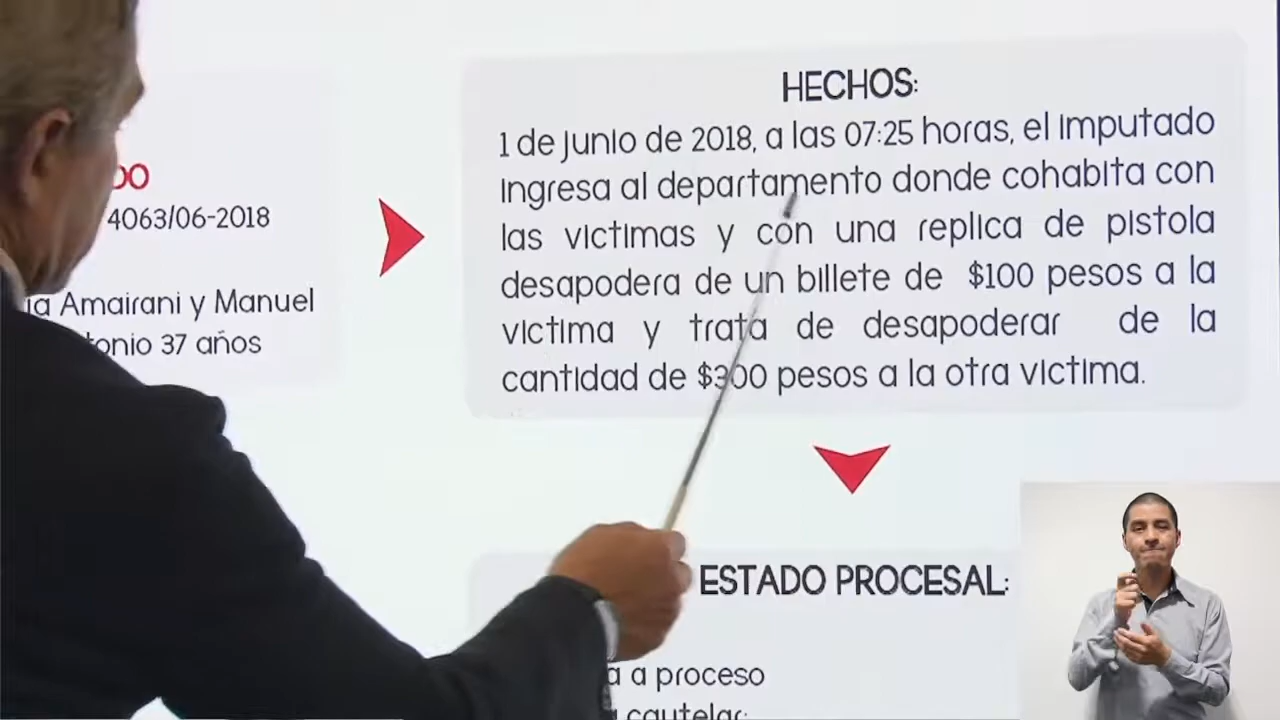 4063/06-2018
Amairani y Manuel
37 años
HECHOS:
1 de junio de 2018, a las 07:25 horas, el imputado
ingresa al departamento donde cohabita con
las victimas y con una replica de pistola
desapodera de un billete de $100 pesos a la
victima y trata de desapoderar de la
cantidad de $300 pesos a la otra victima.
ESTADO PROCESAL:
a proceso
cautelar: